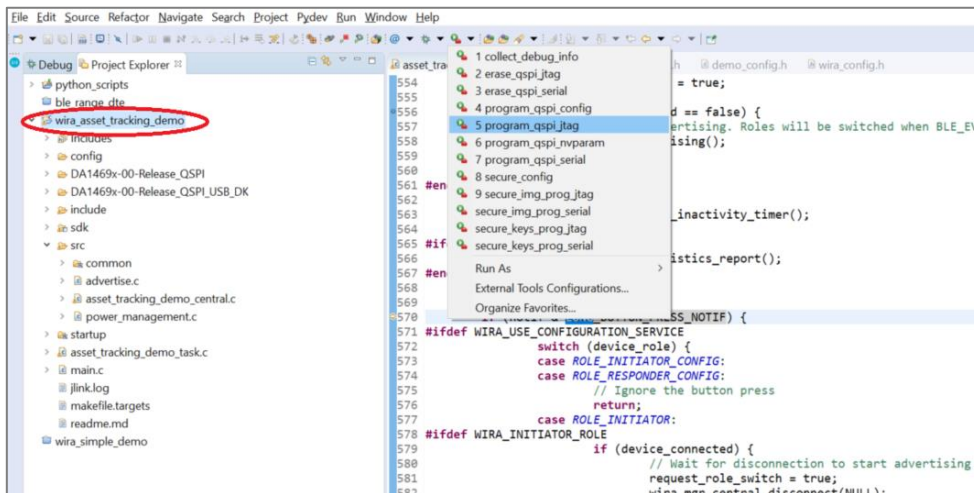 File Edit Source Refactor Navigate Search Project Pydev Run Window Help
Debug Project Explorer
python_scripts
ble_range_dte
wira_asset_tracking_demo
Includes
config
DA1469x-00-Release_QSPI
DA1469x-00-Release_QSPI_USB_DK
include
sdk
src
common
advertise.c
asset_tracking_demo_central.c
power_management.c
startup
asset_tracking_demo_task.c
main.c
jlink.log
makefile.targets
readme.md
wira_simple_demo
1 collect_debug_info
2 erase_qspi_jtag
3 erase_qspi_serial
4 program_qspi_config
5 program_qspi_jtag
6 program_qspi_nvparam
7 program_qspi_serial
8 secure_config
9 secure_img_prog_jtag
secure_img_prog_serial
secure_keys_prog_jtag
secure_keys_prog_serial
Run As
External Tools Configurations...
Organize Favorites...
asset_tra .h demo_config.h wira_config.h
554 = true;
555
556 d == false) {
557 ertising. Roles will be switched when BLE_EV
558 ising();
559
560
561 #en
562
563 _inactivity_timer();
564
565 #if
566 istics_report();
567 #en
568
569
570 _BUTTON_PRESS_NOTIF) {
571 #ifdef WIRA_USE_CONFIGURATION_SERVICE
572 switch (device_role) {
573 case ROLE_INITIATOR_CONFIG:
574 case ROLE_RESPONDER_CONFIG:
575 // Ignore the button press
576 return;
577 case ROLE_INITIATOR:
578 #ifdef WIRA_INITIATOR_ROLE
579 if (device_connected) {
580 // Wait for disconnection to start advertising
581 request_role_switch = true;
582 wira_mgr_central_disconnect(NULL);